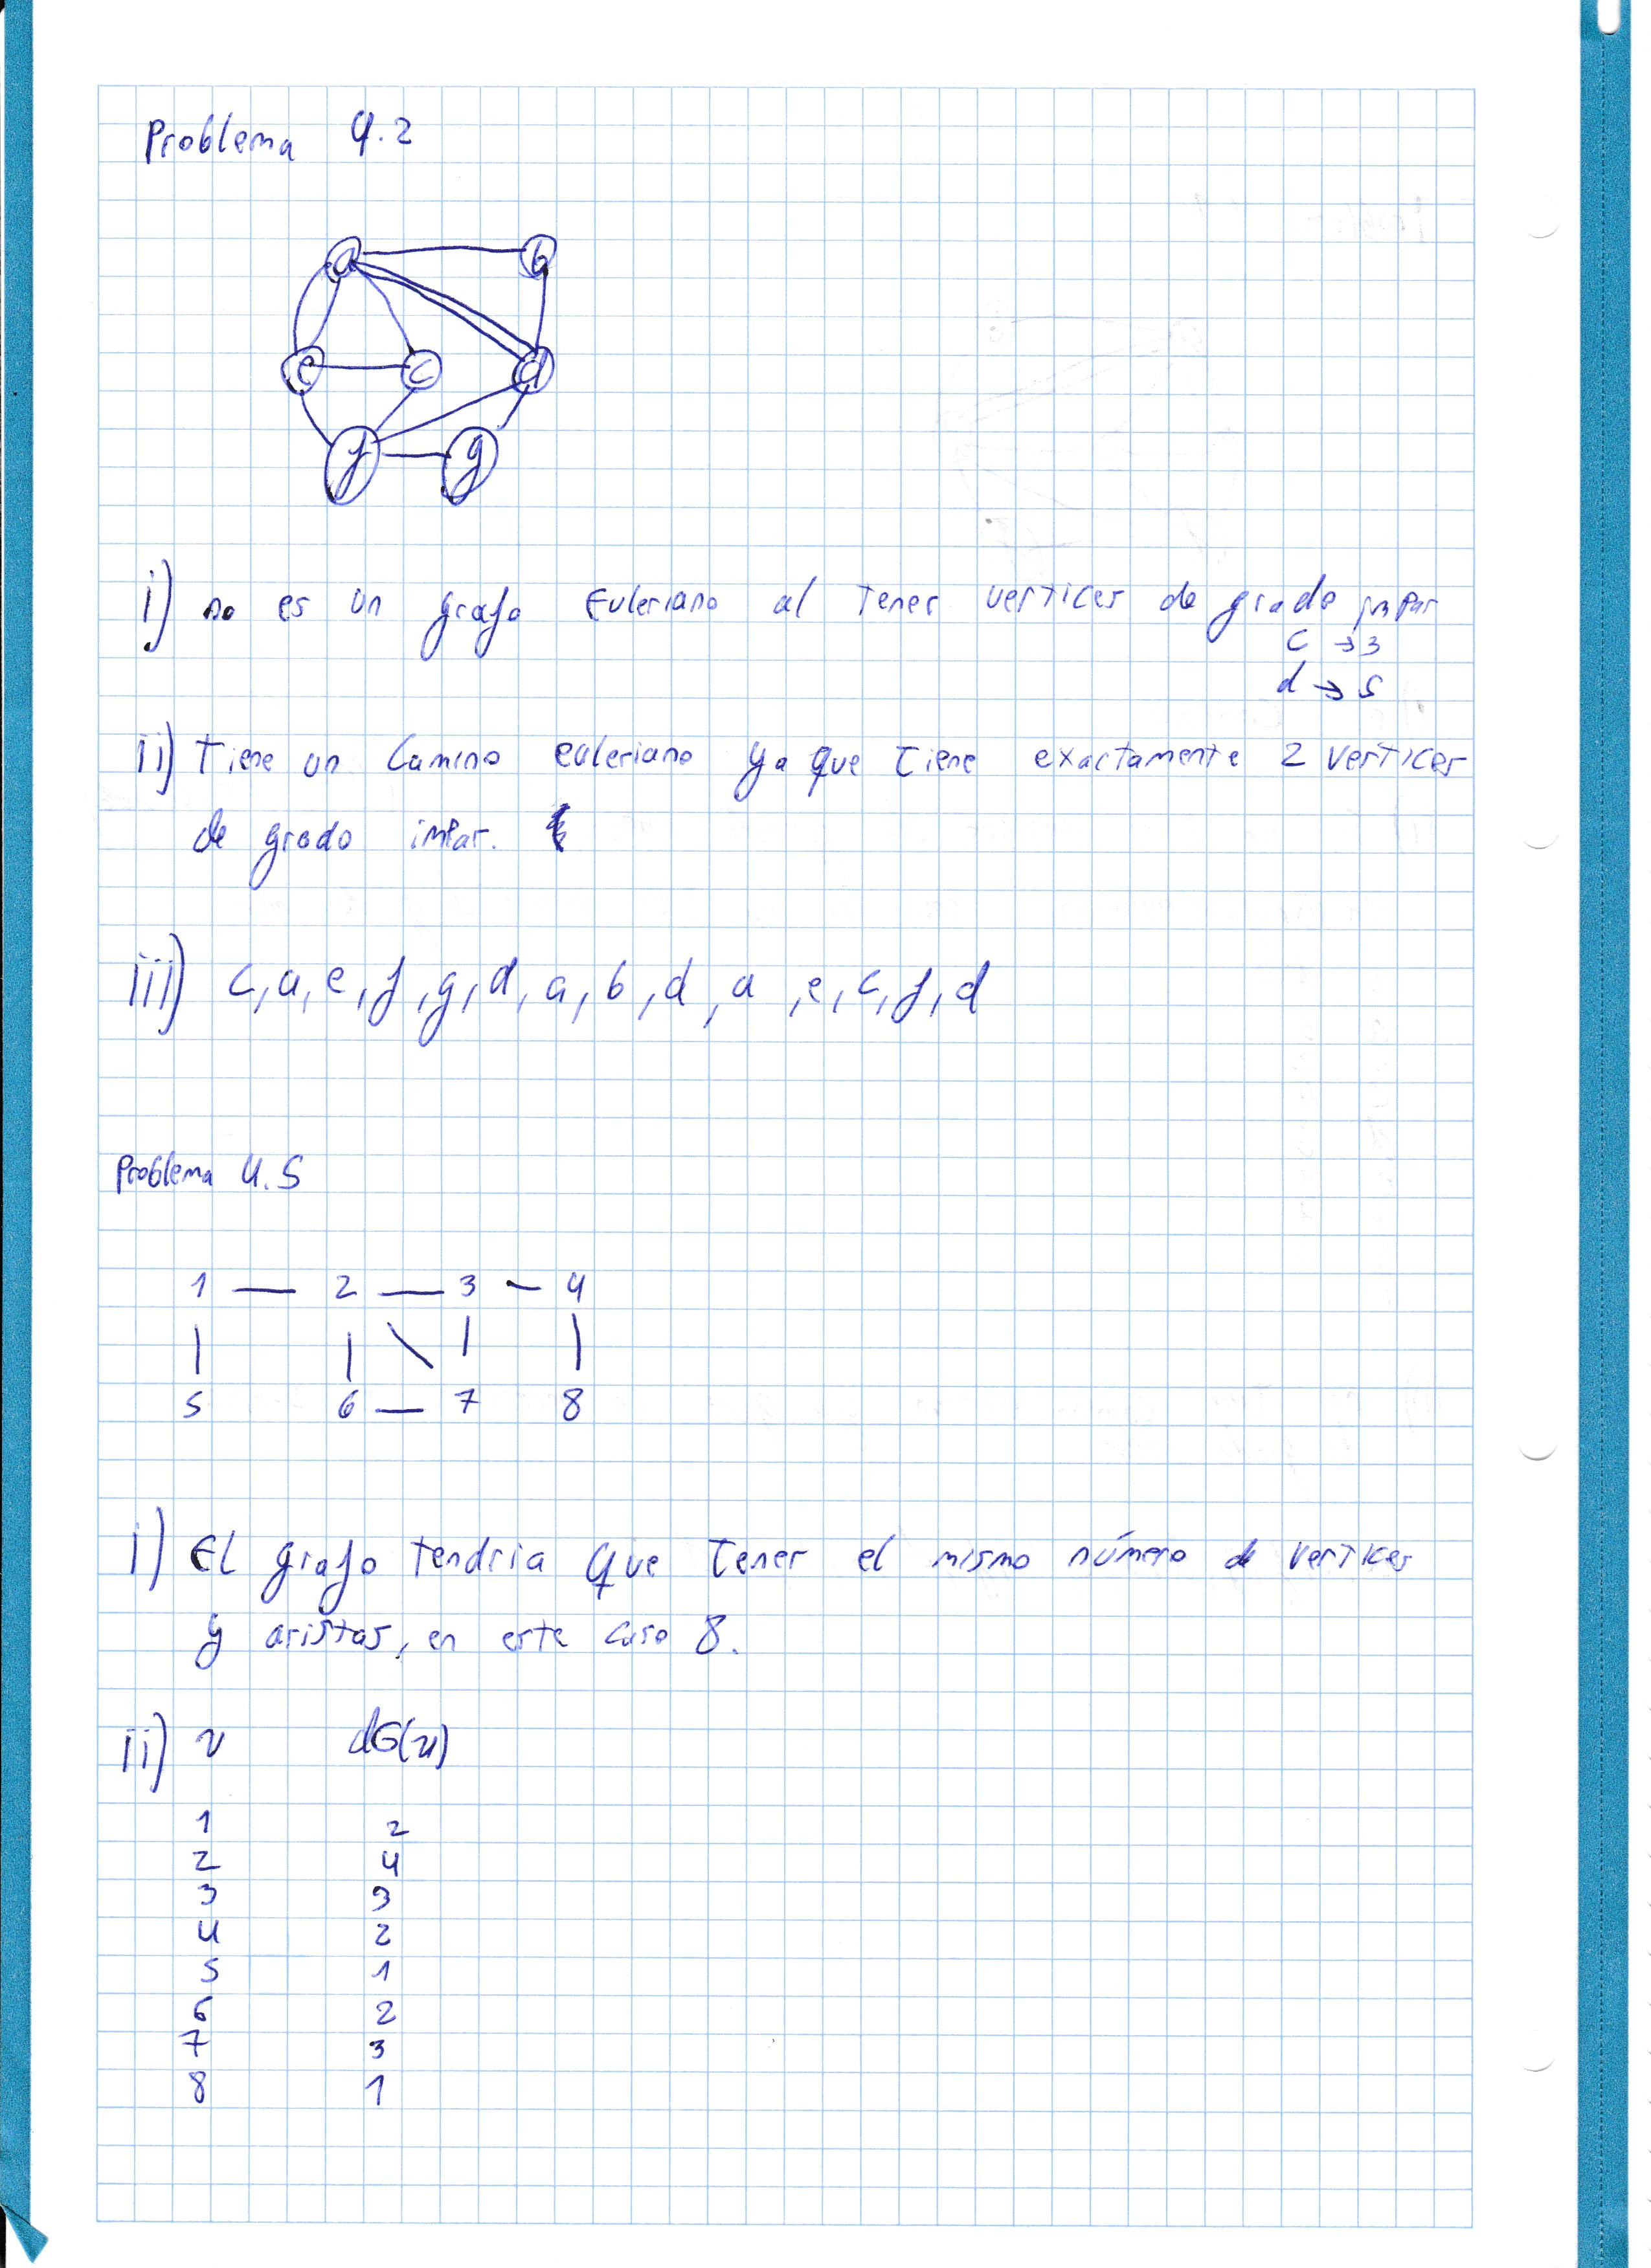 Problema 4.2
a b
e c d
f g
i) no es un grafo Euleriano al tener vertices de grado impar
c → 3
d → 5
ii) Tiene un Camino euleriano ya que tiene exactamente 2 vertices
de grado impar.
iii) c, a, e, f, g, d, a, b, d, a, e, c, f, d
Problema 4.5
1 — 2 — 3 — 4
| | \ | |
5 6 — 7 8
i) El grafo tendria que tener el mismo número de vertices
y aristas, en este caso 8.
ii) v dG(v)
1 2
2 4
3 3
4 2
5 1
6 2
7 3
8 1